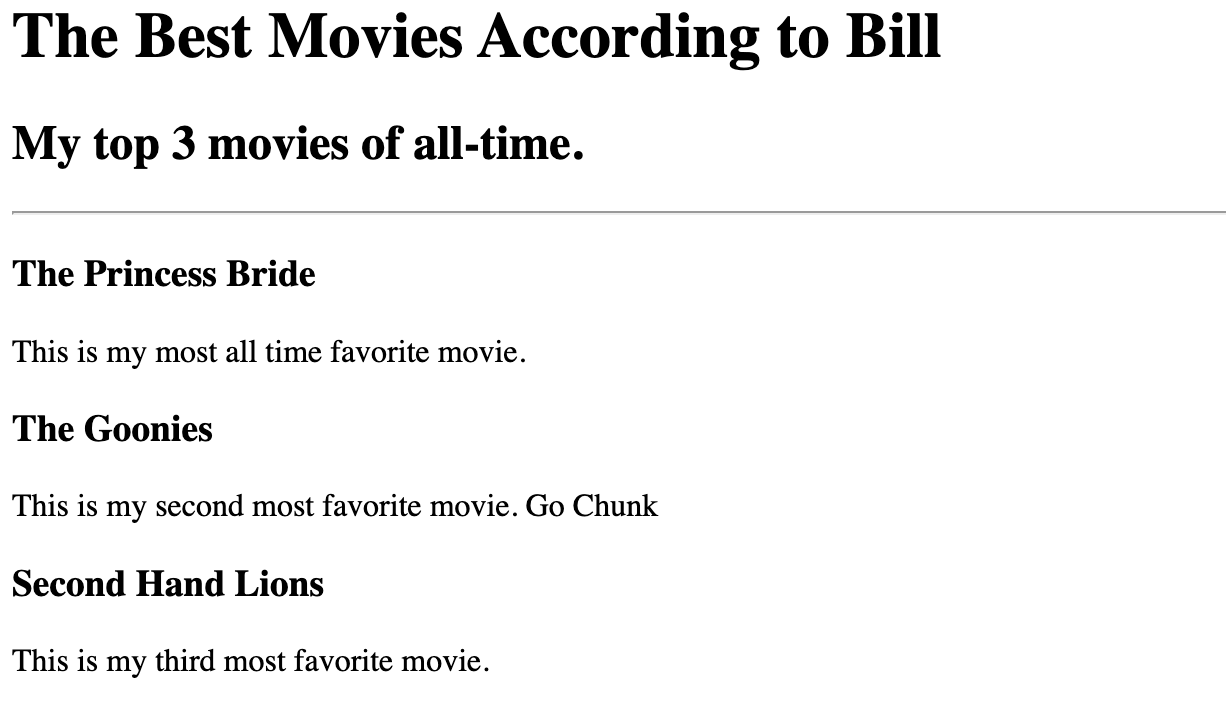 The Best Movies According to Bill
My top 3 movies of all-time.
The Princess Bride
This is my most all time favorite movie.
The Goonies
This is my second most favorite movie. Go Chunk
Second Hand Lions
This is my third most favorite movie.